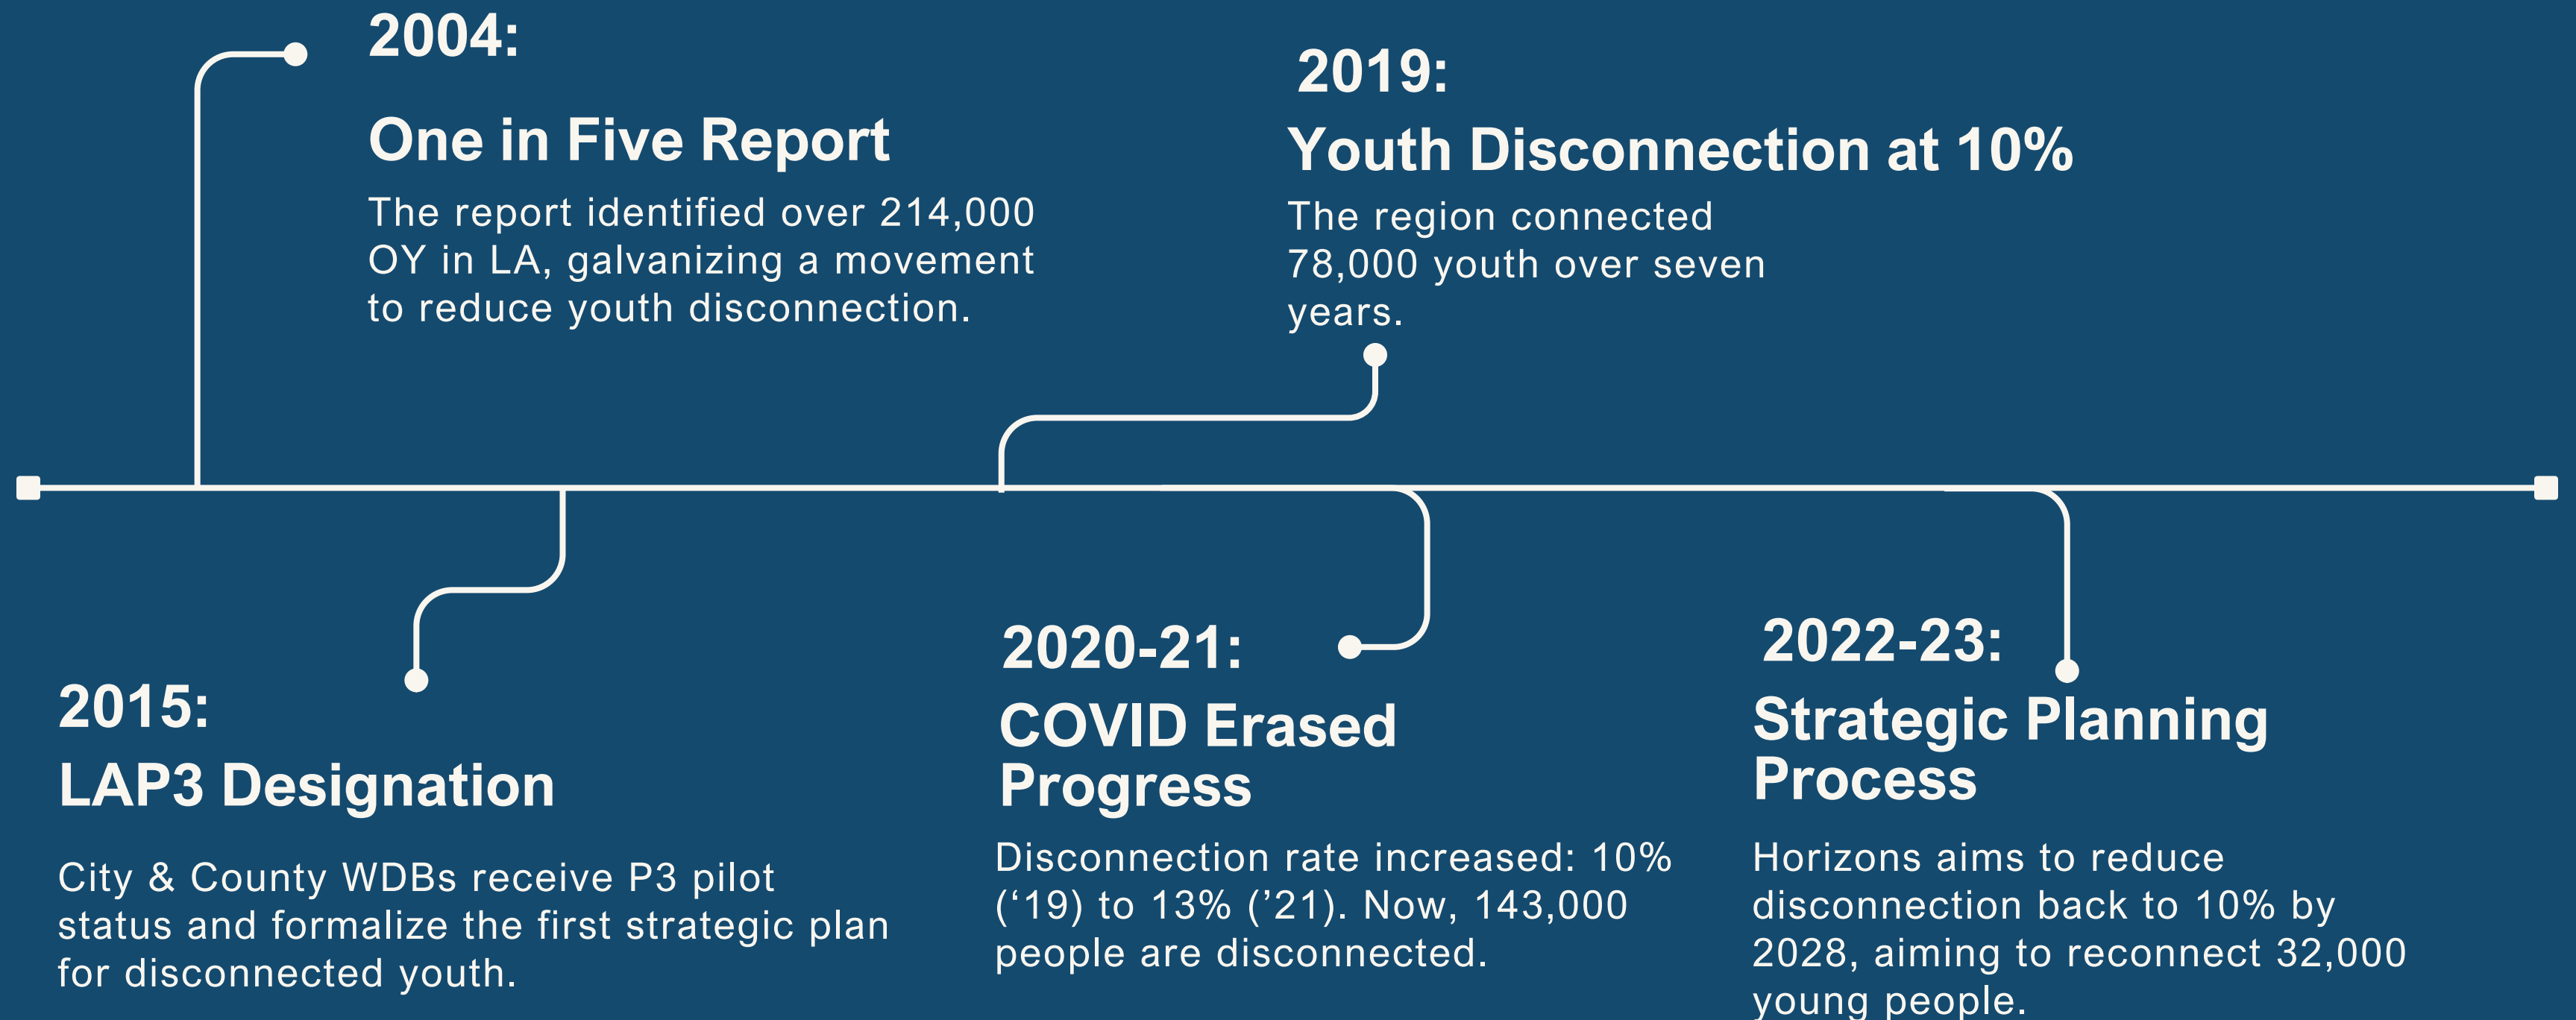 2004:
One in Five Report
The report identified over 214,000
OY in LA, galvanizing a movement
to reduce youth disconnection.
2019:
Youth Disconnection at 10%
The region connected
78,000 youth over seven
years.
2015:
LAP3 Designation
City & County WDBs receive P3 pilot
status and formalize the first strategic plan
for disconnected youth.
2020-21:
COVID Erased
Progress
Disconnection rate increased: 10%
(‘19) to 13% (’21). Now, 143,000
people are disconnected.
2022-23:
Strategic Planning
Process
Horizons aims to reduce
disconnection back to 10% by
2028, aiming to reconnect 32,000
young people.